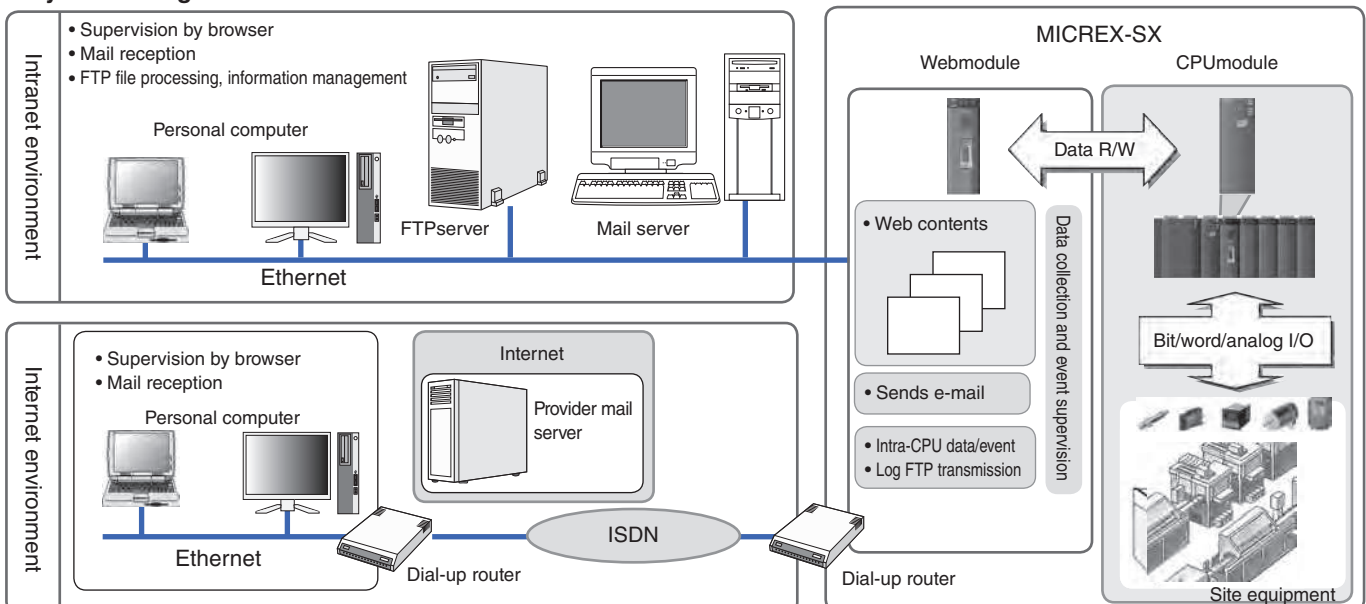 Intranet environment
• Supervision by browser
• Mail reception
• FTP file processing, information management
Personal computer
FTPserver
Mail server
Ethernet
Internet environment
• Supervision by browser
• Mail reception
Personal computer
Ethernet
Dial-up router
Internet
Provider mail
server
ISDN
Dial-up router
MICREX-SX
Webmodule
CPUmodule
Data R/W
• Web contents
• Sends e-mail
• Intra-CPU data/event
• Log FTP transmission
Data collection and event supervision
Bit/word/analog I/O
Site equipment